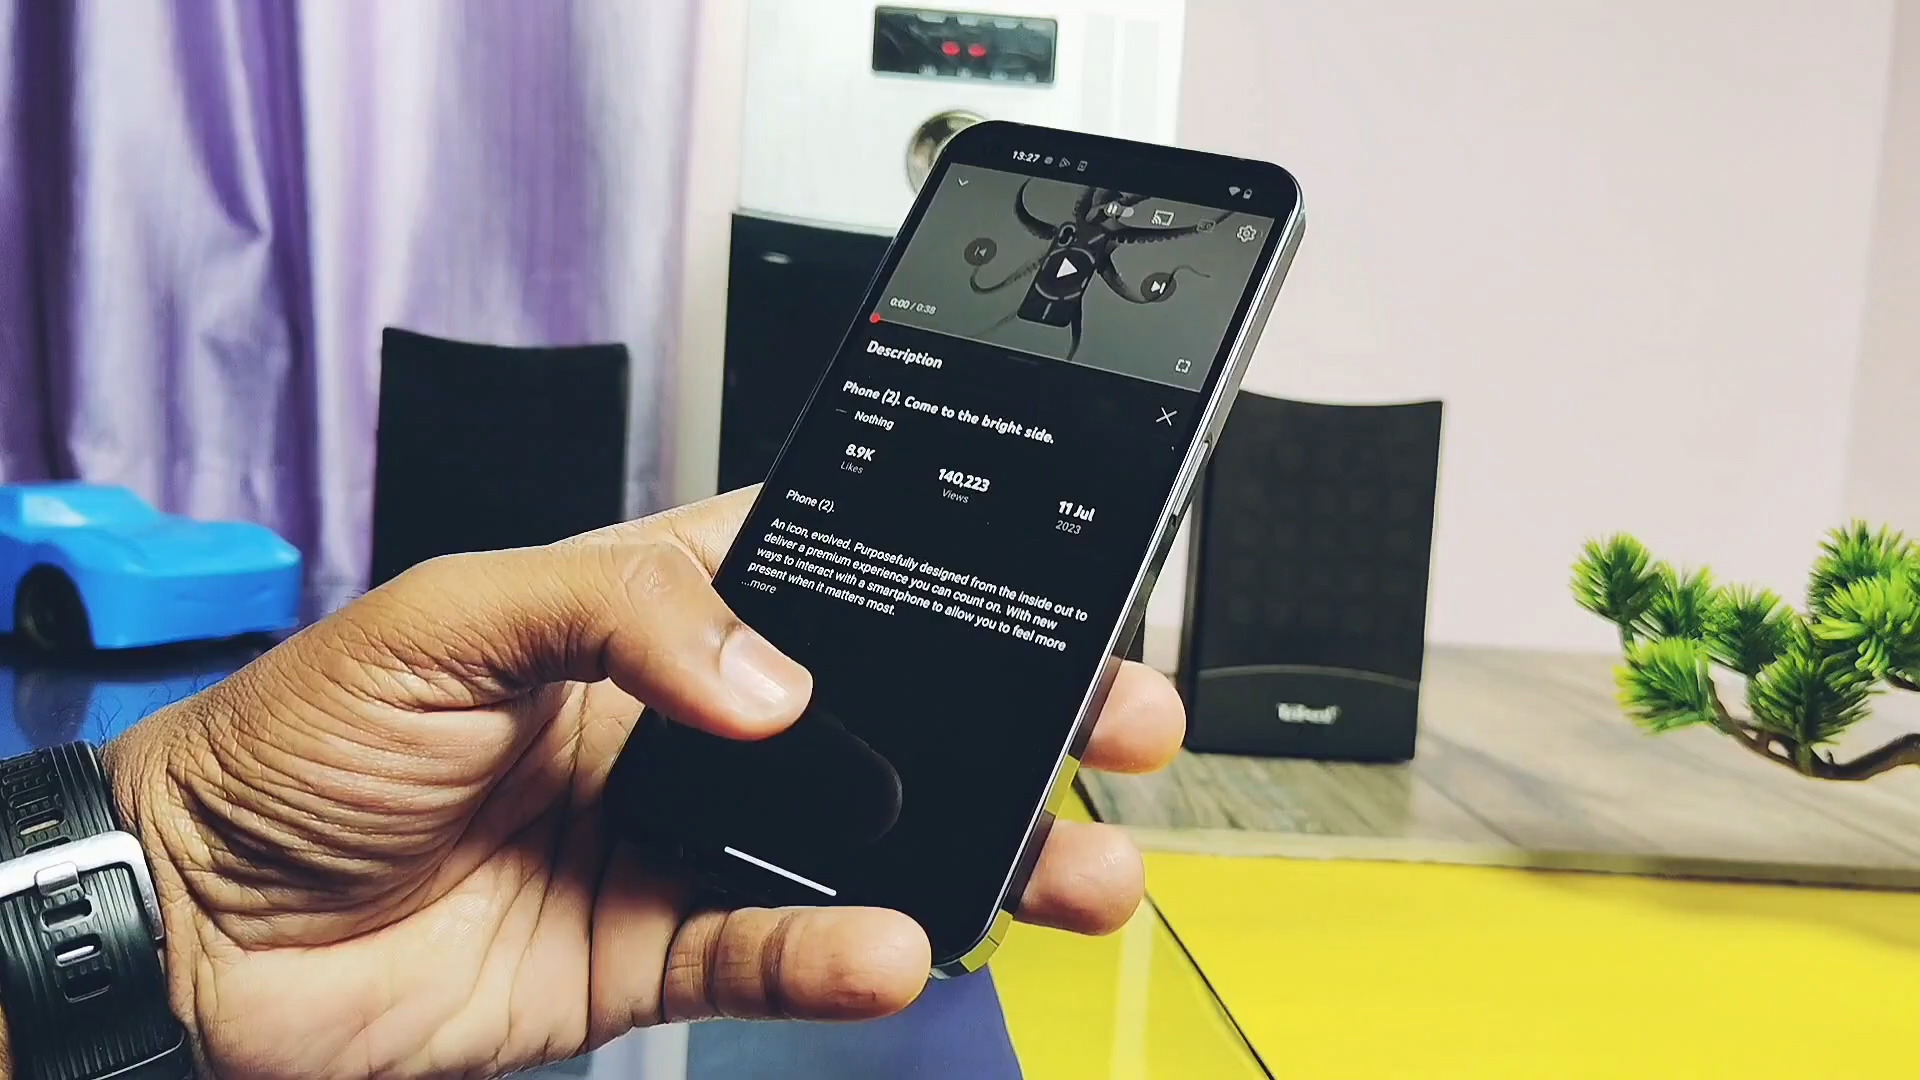 13:27
0:00 / 0:38
Description
Phone (2). Come to the bright side.
Nothing
8.9K
Likes
140,223
Views
11 Jul
2023
Phone (2).
An icon, evolved. Purposefully designed from the inside out to
deliver a premium experience you can count on. With new
ways to interact with a smartphone to allow you to feel more
present when it matters most.
...more